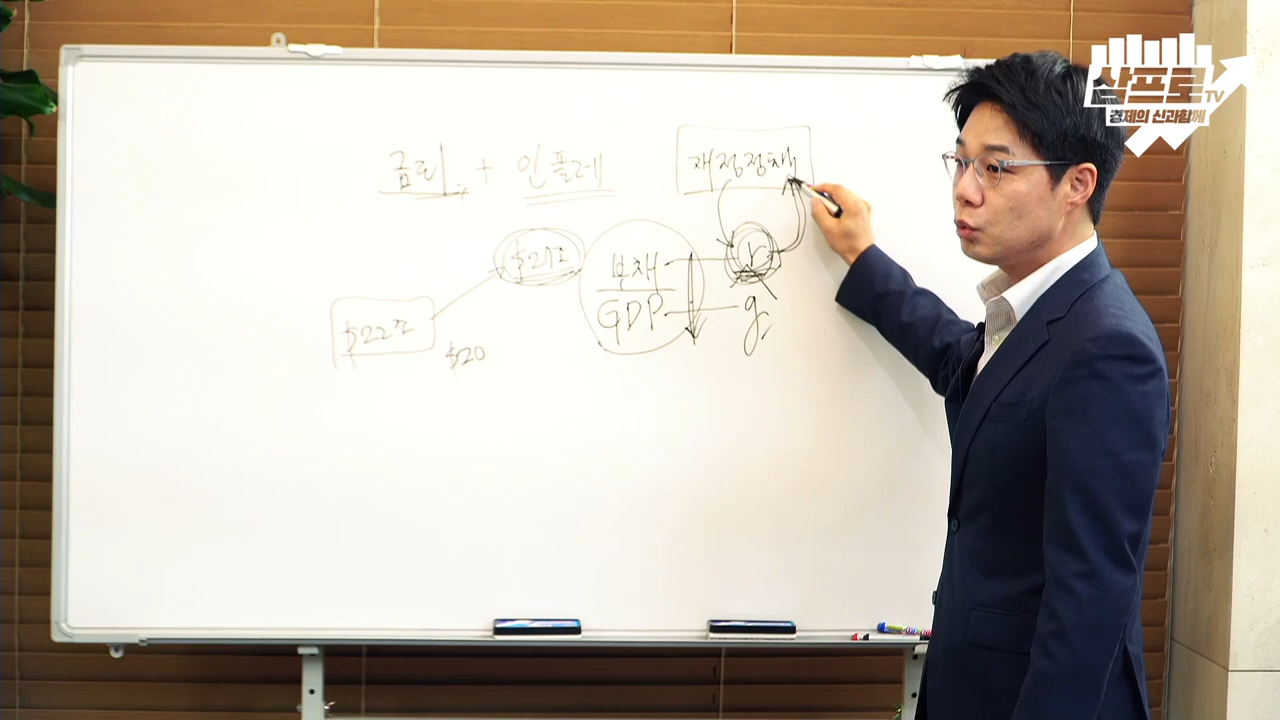 삼프로TV
경제의 신과함께
금리 + 인플레
재정정책
$27조
부채
GDP
r
g
$22조
$20